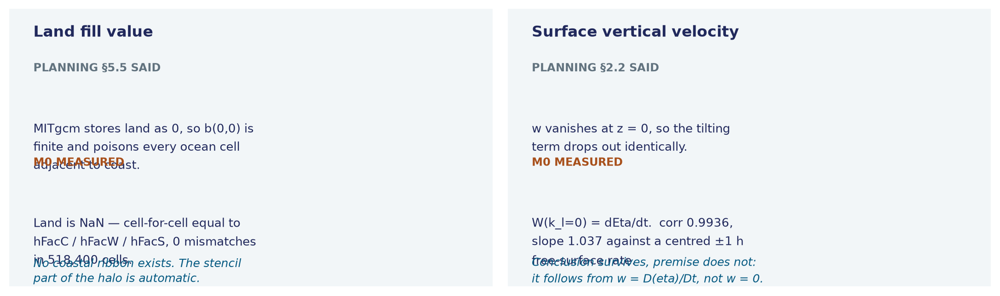 Land fill value
PLANNING §5.5 SAID
MITgcm stores land as 0, so b(0,0) is
finite and poisons every ocean cell
adjacent to coast.
M0 MEASURED
Land is NaN — cell-for-cell equal to
hFacC / hFacW / hFacS, 0 mismatches
in 518,400 cells.
No coastal ribbon exists. The stencil
part of the halo is automatic.
Surface vertical velocity
PLANNING §2.2 SAID
w vanishes at z = 0, so the tilting
term drops out identically.
M0 MEASURED
W(k_l=0) = dEta/dt.  corr 0.9936,
slope 1.037 against a centred ±1 h
free-surface rate.
Conclusion survives, premise does not:
it follows from w = D(eta)/Dt, not w = 0.